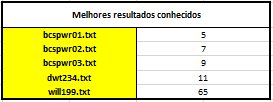 Melhores resultados conhecidos
bcspwr01.txt 5
bcspwr02.txt 7
bcspwr03.txt 9
dwt234.txt 11
will199.txt 65